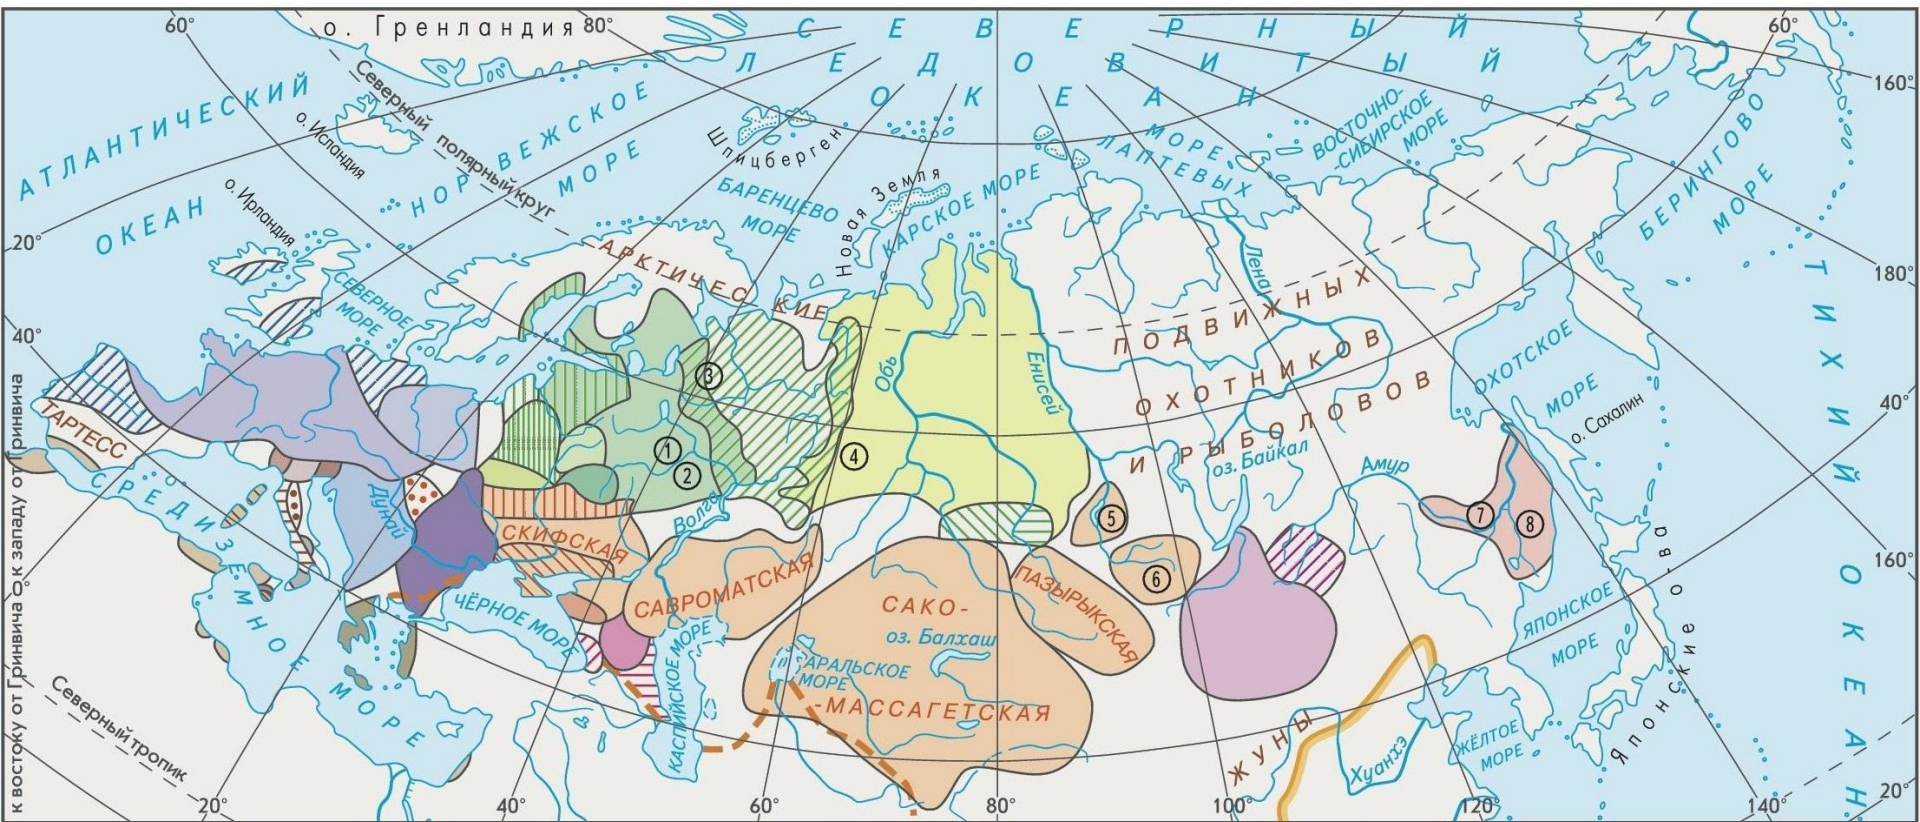 60°
о. Гренландия
80°
СЕВЕРНЫЙ
ЛЕДОВИТЫЙ
ОКЕАН
60°
160°
АТЛАНТИЧЕСКИЙ
ОКЕАН
о. Исландия
Северный полярный круг
НОРВЕЖСКОЕ
МОРЕ
Шпицберген
БАРЕНЦЕВО
МОРЕ
Новая Земля
КАРСКОЕ МОРЕ
МОРЕ
ЛАПТЕВЫХ
ВОСТОЧНО-
-СИБИРСКОЕ
МОРЕ
БЕРИНГОВО
МОРЕ
20°
о. Ирландия
СЕВЕРНОЕ
МОРЕ
АРКТИЧЕСКИЕ
ПОДВИЖНЫХ
ОХОТНИКОВ
И РЫБОЛОВОВ
Лена
180°
ТИХИЙ ОКЕАН
40°
Обь
Енисей
ОХОТСКОЕ
МОРЕ
о. Сахалин
40°
3
ТАРТЕСС
1
2
4
оз. Байкал
Амур
СРЕДИЗЕМНОЕ МОРЕ
Дунай
СКИФСКАЯ
Волга
5
6
7
8
160°
САВРОМАТСКАЯ
ПАЗЫРЫКСКАЯ
САКО-
-МАССАГЕТСКАЯ
оз. Балхаш
ЧЁРНОЕ МОРЕ
КАСПИЙСКОЕ МОРЕ
АРАЛЬСКОЕ
МОРЕ
ЯПОНСКОЕ
МОРЕ
Японские о-ва
ЖУНЫ
Хуанхэ
ЖЁЛТОЕ
МОРЕ
к востоку от Гринвича 0° к западу от Гринвича
0°
Северный тропик
20°
40°
60°
80°
100°
120°
140°
20°